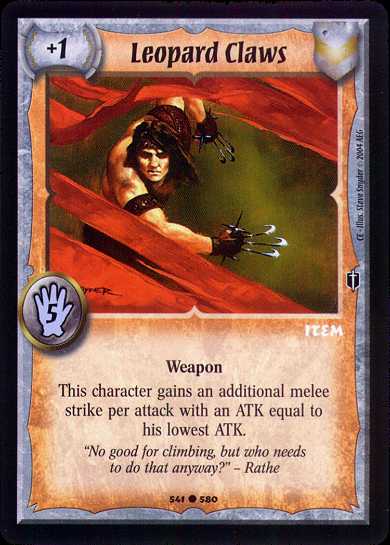 +1
Leopard Claws
CE • Illus. Steve Snyder © 2004 AEG
5
ITEM
Weapon
This character gains an additional melee
strike per attack with an ATK equal to
his lowest ATK.
“No good for climbing, but who needs
to do that anyway?” – Rathe
541 ● 580